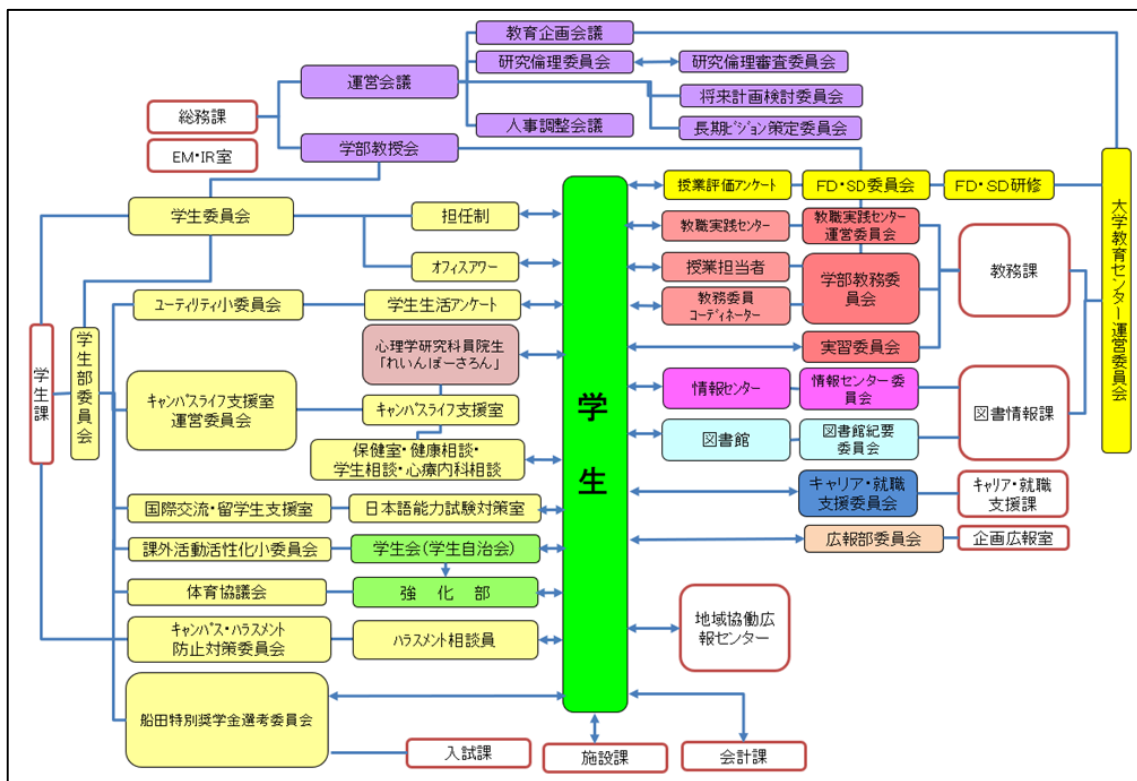 教育企画会議
研究倫理委員会
研究倫理審査委員会
運営会議
将来計画検討委員会
総務課
人事調整会議
長期ﾋﾞｼﾞｮﾝ策定委員会
EM・IR室
学部教授会
授業評価アンケート
FD・SD委員会
FD・SD研修
学生委員会
担任制
教職実践センター
教職実践センター
運営委員会
オフィスアワー
授業担当者
学部教務委
員会
教務課
ユーティリティ小委員会
学生生活アンケート
教務委員
コーディネーター
心理学研究科員院生
「れいんぼーさろん」
実習委員会
大学教育センター運営委員会
学生課
学生部委員会
キャンパスライフ支援室
運営委員会
キャンパスライフ支援室
学生
情報センター
情報センター委
員会
図書情報課
図書館
図書館紀要
委員会
保健室・健康相談・
学生相談・心療内科相談
キャリア・就職
支援委員会
キャリア・就職
支援課
国際交流・留学生支援室
日本語能力試験対策室
課外活動活性化小委員会
学生会(学生自治会)
広報部委員会
企画広報室
体育協議会
強化部
キャンパス・ハラスメント
防止対策委員会
ハラスメント相談員
地域協働広
報センター
船田特別奨学金選考委員会
入試課
施設課
会計課